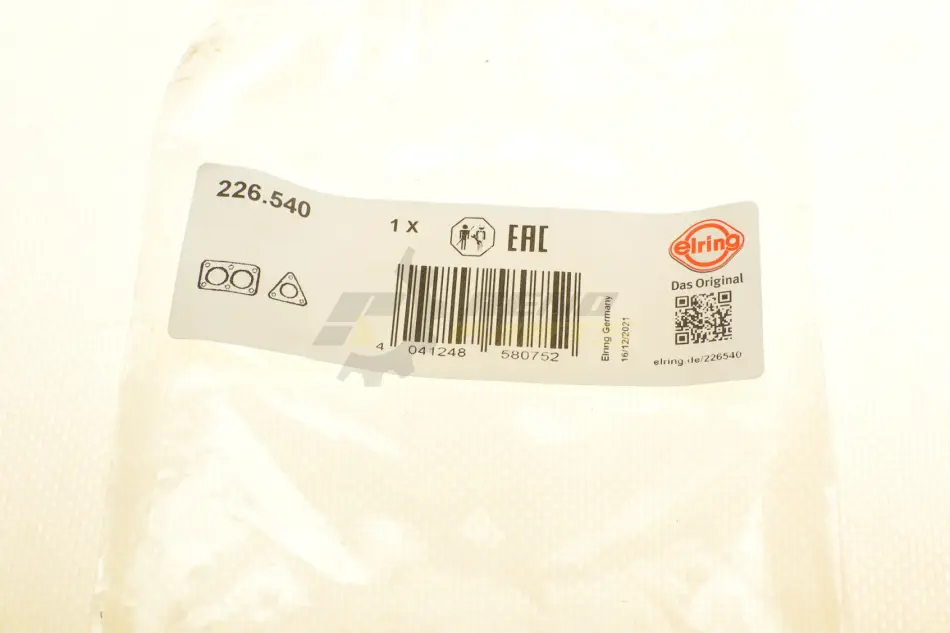 226.540
1 X
EAC
elring
Das Original
4 041248 580752
Elring Germany
16/12/2021
elring.de/226540